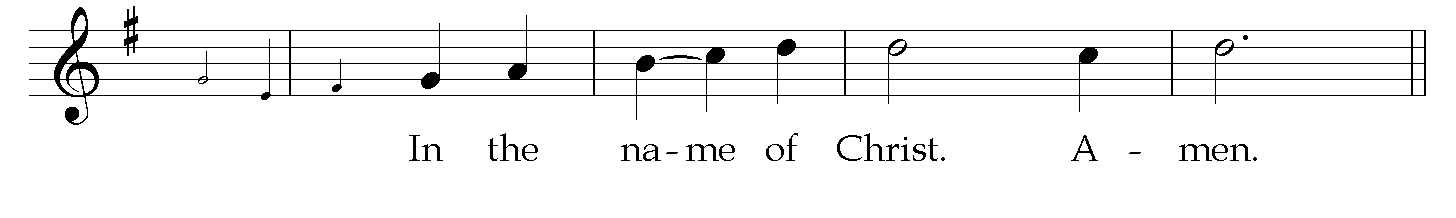 In the na-me of Christ. A - men.